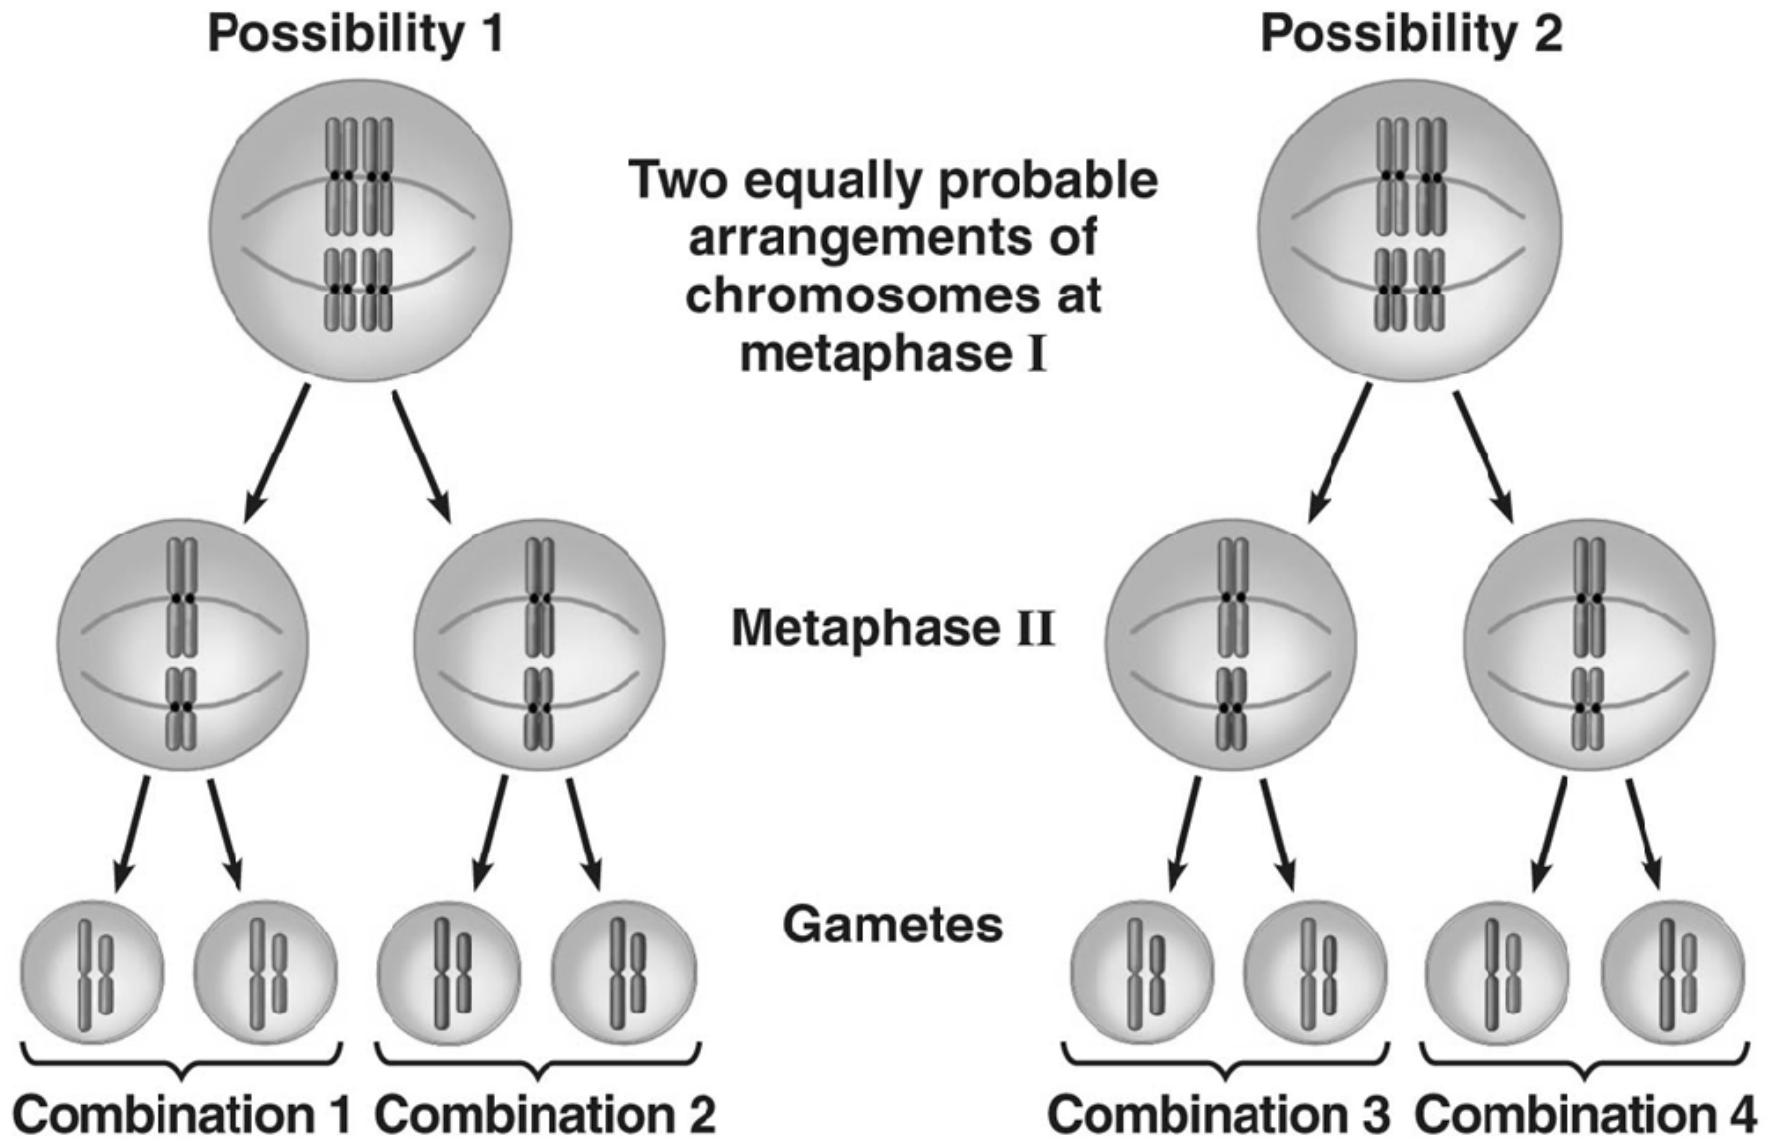 Possibility 1
Possibility 2
Two equally probable
arrangements of
chromosomes at
metaphase I
Metaphase II
Gametes
Combination 1
Combination 2
Combination 3
Combination 4